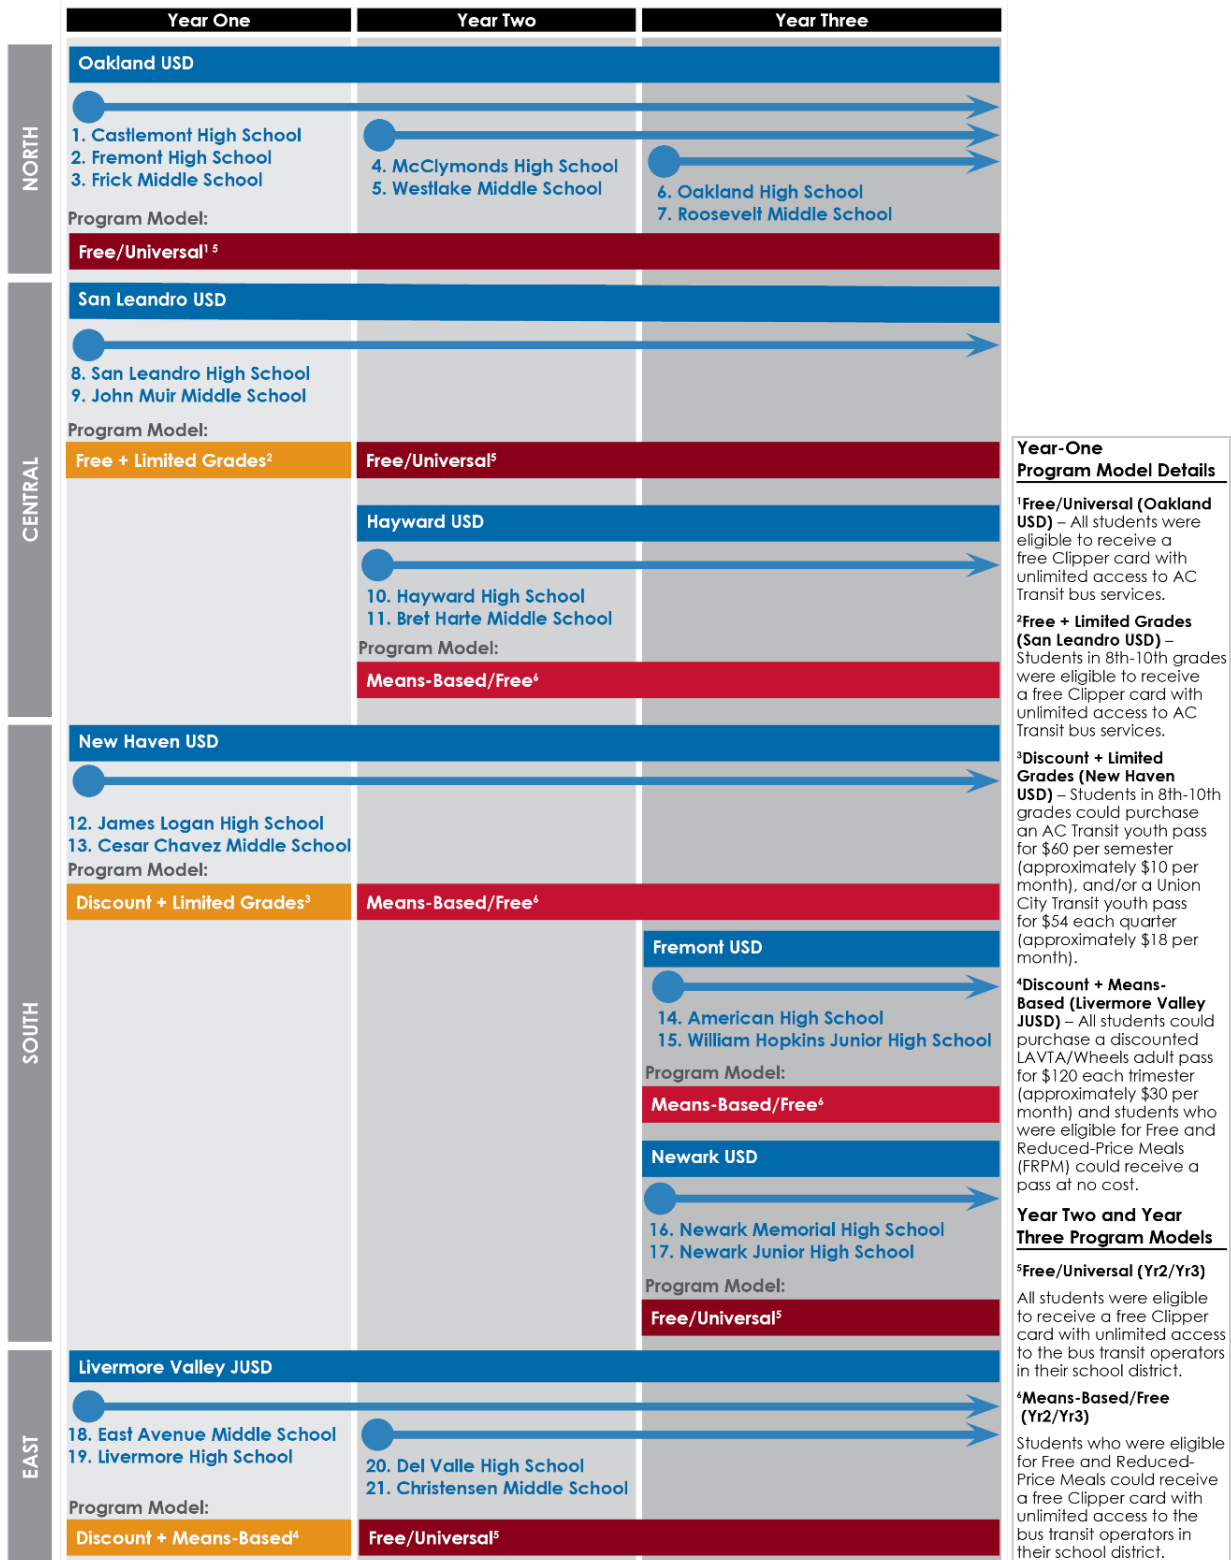 Year One
Year Two
Year Three
NORTH
Oakland USD
1. Castlemont High School
2. Fremont High School
3. Frick Middle School
4. McClymonds High School
5. Westlake Middle School
6. Oakland High School
7. Roosevelt Middle School
Program Model:
Free/Universal¹ ⁵
CENTRAL
San Leandro USD
8. San Leandro High School
9. John Muir Middle School
Program Model:
Free + Limited Grades²
Free/Universal⁵
Hayward USD
10. Hayward High School
11. Bret Harte Middle School
Program Model:
Means-Based/Free⁶
SOUTH
New Haven USD
12. James Logan High School
13. Cesar Chavez Middle School
Program Model:
Discount + Limited Grades³
Means-Based/Free⁶
Fremont USD
14. American High School
15. William Hopkins Junior High School
Program Model:
Means-Based/Free⁶
Newark USD
16. Newark Memorial High School
17. Newark Junior High School
Program Model:
Free/Universal⁵
EAST
Livermore Valley JUSD
18. East Avenue Middle School
19. Livermore High School
20. Del Valle High School
21. Christensen Middle School
Program Model:
Discount + Means-Based⁴
Free/Universal⁵
Year-One
Program Model Details
¹Free/Universal (Oakland
USD) – All students were
eligible to receive a
free Clipper card with
unlimited access to AC
Transit bus services.
²Free + Limited Grades
(San Leandro USD) –
Students in 8th-10th grades
were eligible to receive
a free Clipper card with
unlimited access to AC
Transit bus services.
³Discount + Limited
Grades (New Haven
USD) – Students in 8th-10th
grades could purchase
an AC Transit youth pass
for $60 per semester
(approximately $10 per
month), and/or a Union
City Transit youth pass
for $54 each quarter
(approximately $18 per
month).
⁴Discount + Means-
Based (Livermore Valley
JUSD) – All students could
purchase a discounted
LAVTA/Wheels adult pass
for $120 each trimester
(approximately $30 per
month) and students who
were eligible for Free and
Reduced-Price Meals
(FRPM) could receive a
pass at no cost.
Year Two and Year
Three Program Models
⁵Free/Universal (Yr2/Yr3)
All students were eligible
to receive a free Clipper
card with unlimited access
to the bus transit operators
in their school district.
⁶Means-Based/Free
(Yr2/Yr3)
Students who were eligible
for Free and Reduced-
Price Meals could receive
a free Clipper card with
unlimited access to the
bus transit operators in
their school district.